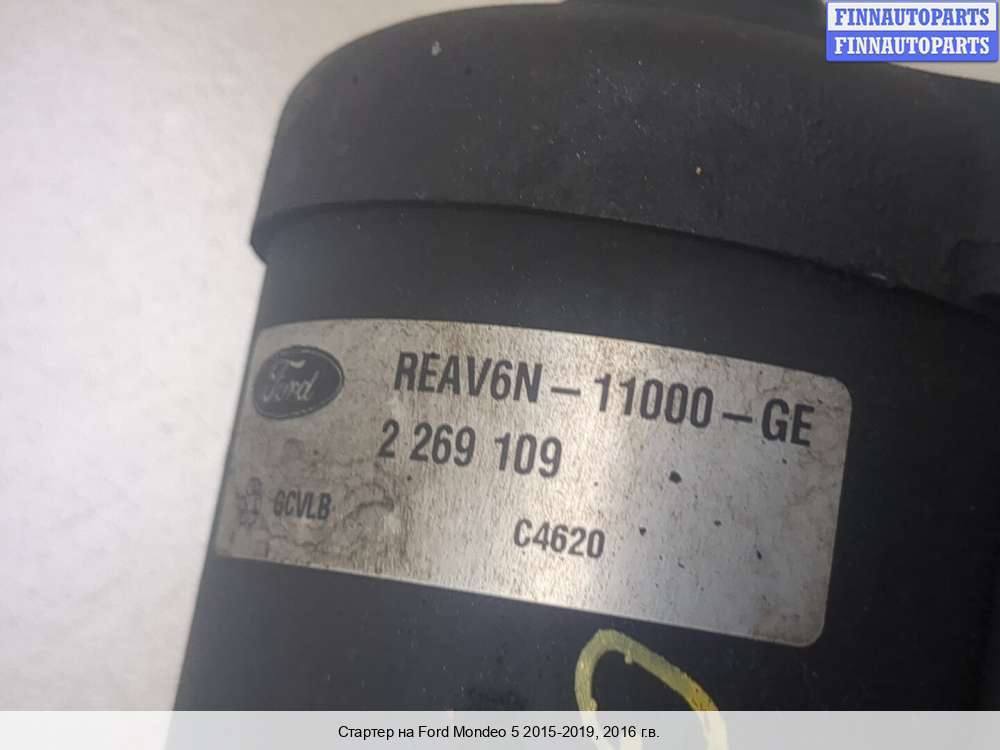 FINNAUTOPARTS
FINNAUTOPARTS
Ford
REAV6N-11000-GE
2 269 109
GCVLB
C4620
Стартер на Ford Mondeo 5 2015-2019, 2016 г.в.